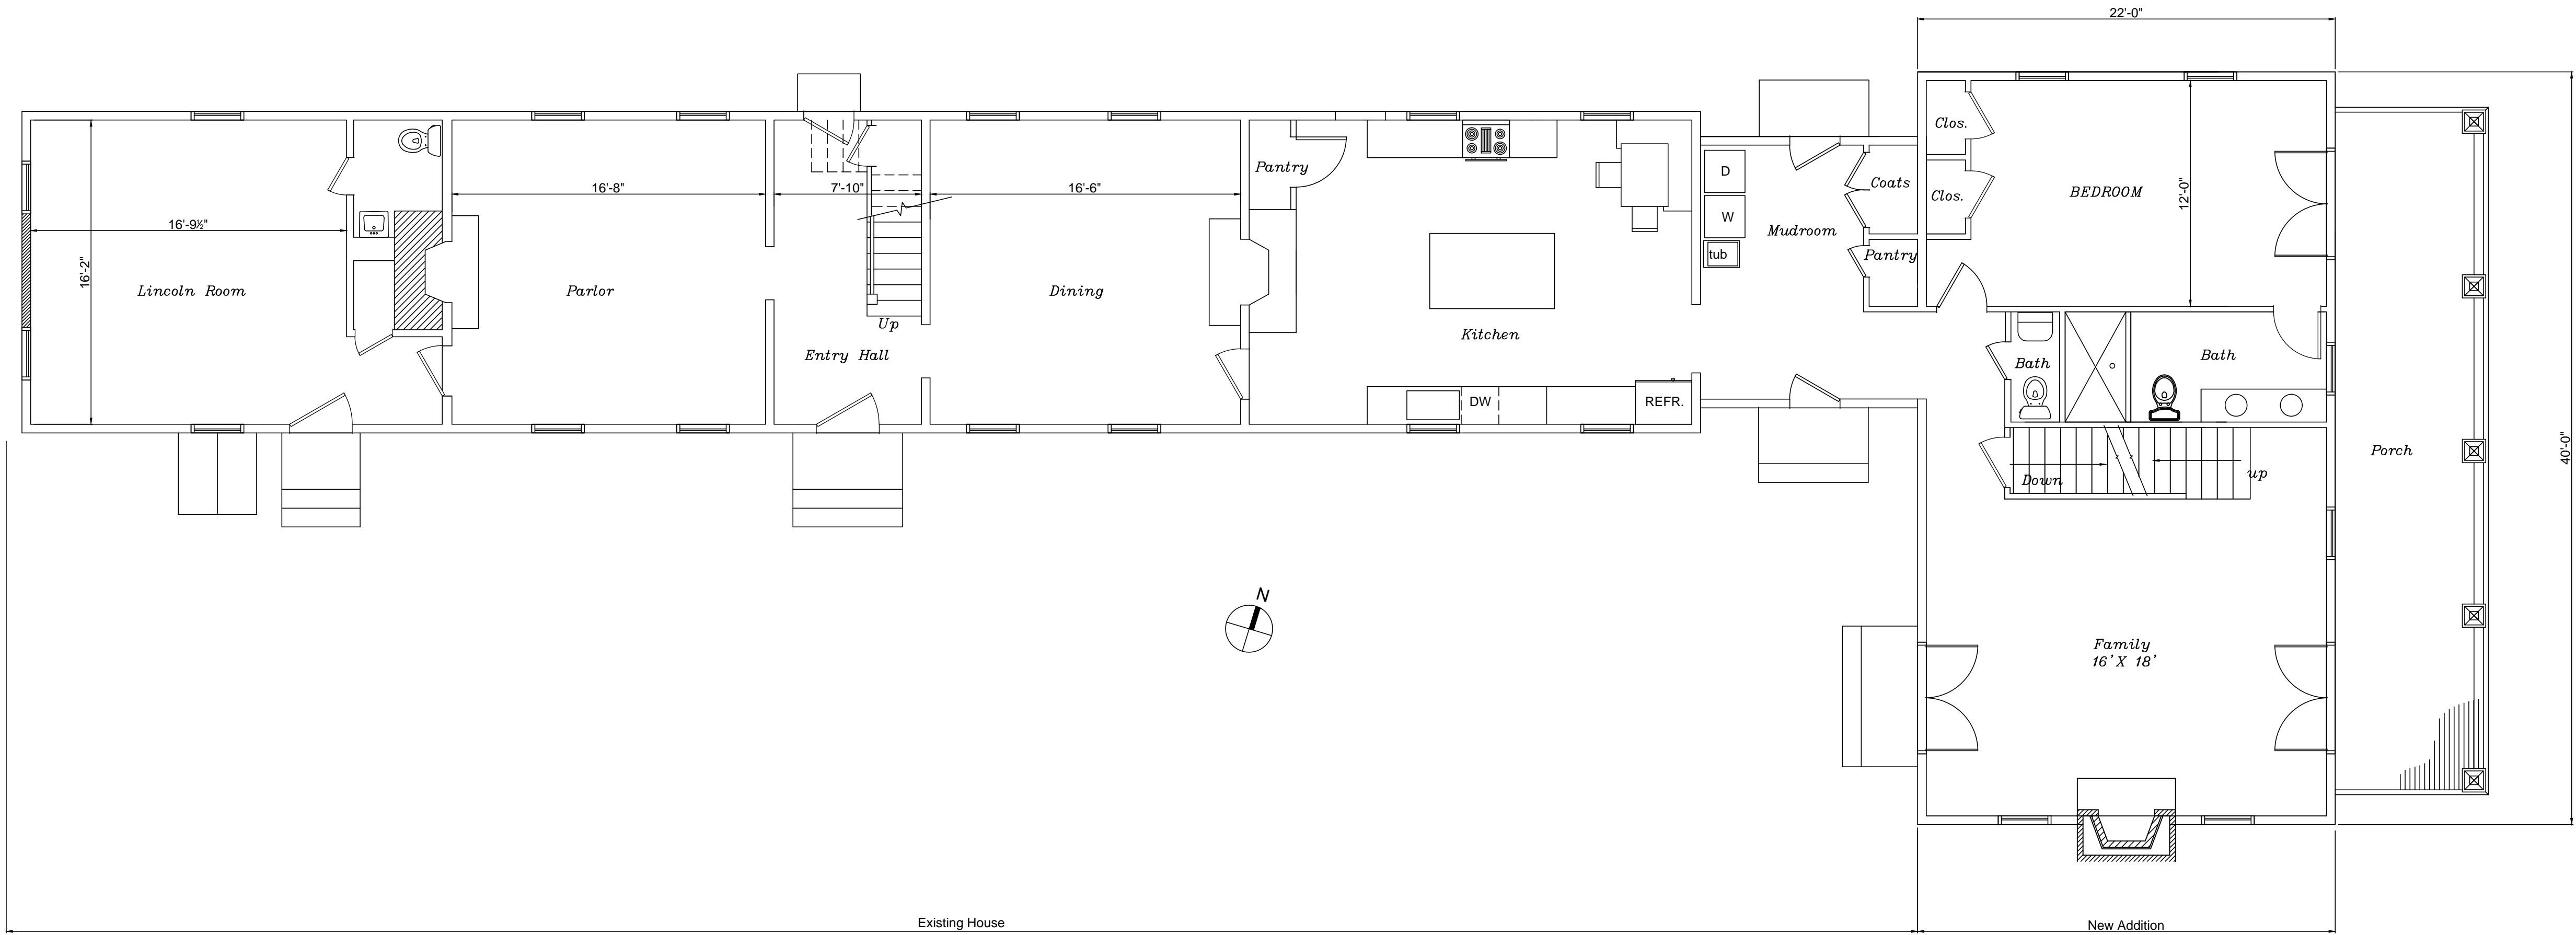 22'-0"
Clos.
Pantry
D
Coats
16'-8"
7'-10"
16'-6"
BEDROOM
12'-0"
Clos.
W
16'-9½"
Mudroom
tub
Pantry
16'-2"
Lincoln Room
Parlor
Dining
Up
Kitchen
Entry Hall
Bath
Bath
DW
REFR.
Porch
40'-0"
Down
up
N
Family
16' X 18'
Existing House
New Addition